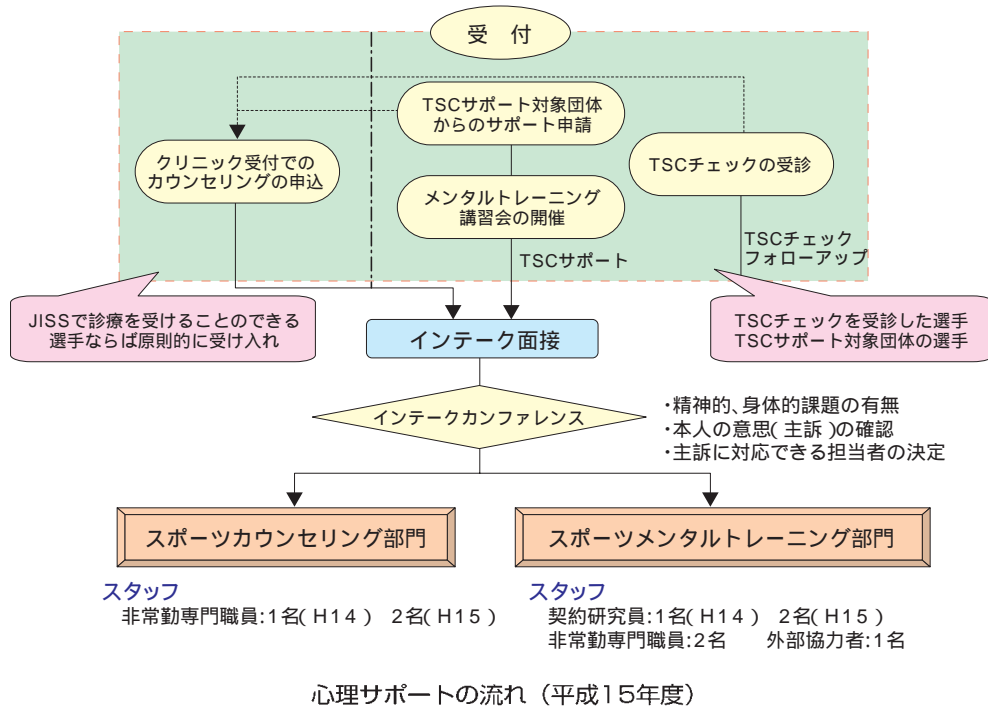 受　付
TSCサポート対象団体
からのサポート申請
クリニック受付での
カウンセリングの申込
TSCチェックの受診
メンタルトレーニング
講習会の開催
TSCサポート
TSCチェック
フォローアップ
JISSで診療を受けることのできる
選手ならば原則的に受け入れ
TSCチェックを受診した選手
TSCサポート対象団体の選手
インテーク面接
インテークカンファレンス
・精神的、身体的課題の有無
・本人の意思(主訴)の確認
・主訴に対応できる担当者の決定
スポーツカウンセリング部門
スポーツメンタルトレーニング部門
スタッフ
非常勤専門職員:1名(H14)　2名(H15)
スタッフ
契約研究員:1名(H14)　2名(H15)
非常勤専門職員:2名　　外部協力者:1名
心理サポートの流れ（平成15年度）